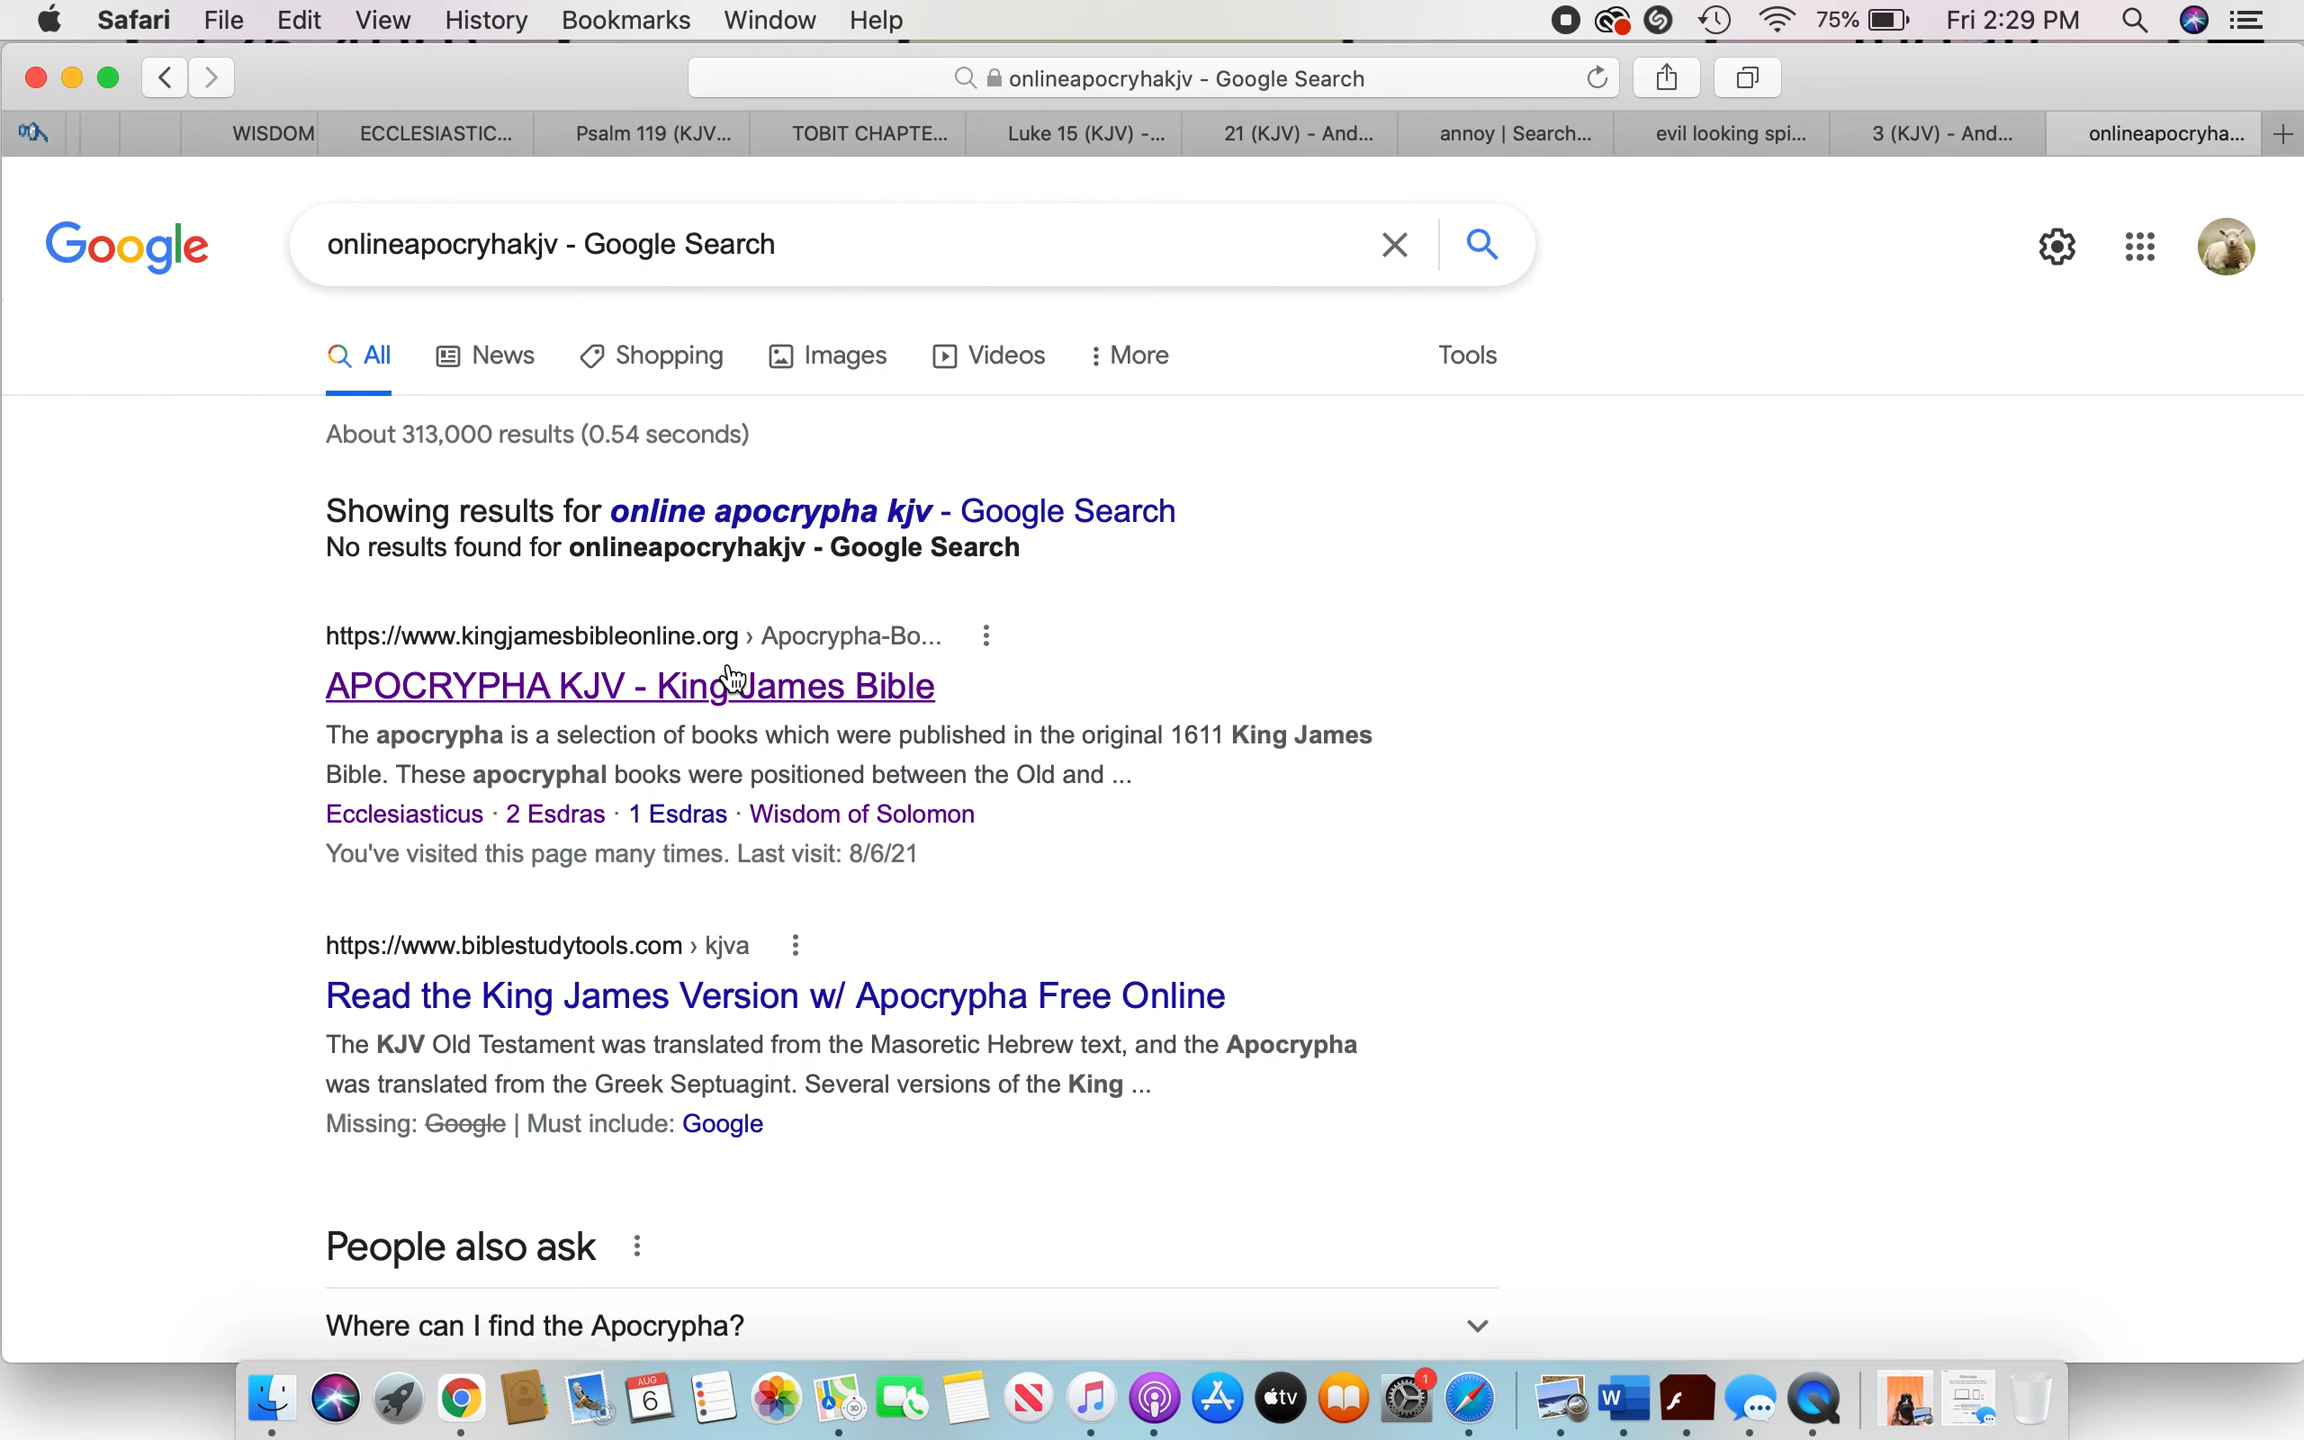 Safari File Edit View History Bookmarks Window Help 75% Fri 2:29 PM
onlineapocryhakjv - Google Search
WISDOM ECCLESIASTIC... Psalm 119 (KJV... TOBIT CHAPTE... Luke 15 (KJV) -... 21 (KJV) - And... annoy | Search... evil looking spi... 3 (KJV) - And... onlineapocryha...
Google onlineapocryhakjv - Google Search
All News Shopping Images Videos More Tools
About 313,000 results (0.54 seconds)
Showing results for online apocrypha kjv - Google Search
No results found for onlineapocryhakjv - Google Search
https://www.kingjamesbibleonline.org › Apocrypha-Bo...
APOCRYPHA KJV - King James Bible
The apocrypha is a selection of books which were published in the original 1611 King James
Bible. These apocryphal books were positioned between the Old and ...
Ecclesiasticus · 2 Esdras · 1 Esdras · Wisdom of Solomon
You've visited this page many times. Last visit: 8/6/21
https://www.biblestudytools.com › kjva
Read the King James Version w/ Apocrypha Free Online
The KJV Old Testament was translated from the Masoretic Hebrew text, and the Apocrypha
was translated from the Greek Septuagint. Several versions of the King ...
Missing: Google | Must include: Google
People also ask
Where can I find the Apocrypha?
AUG
6
3D
tv
1
W